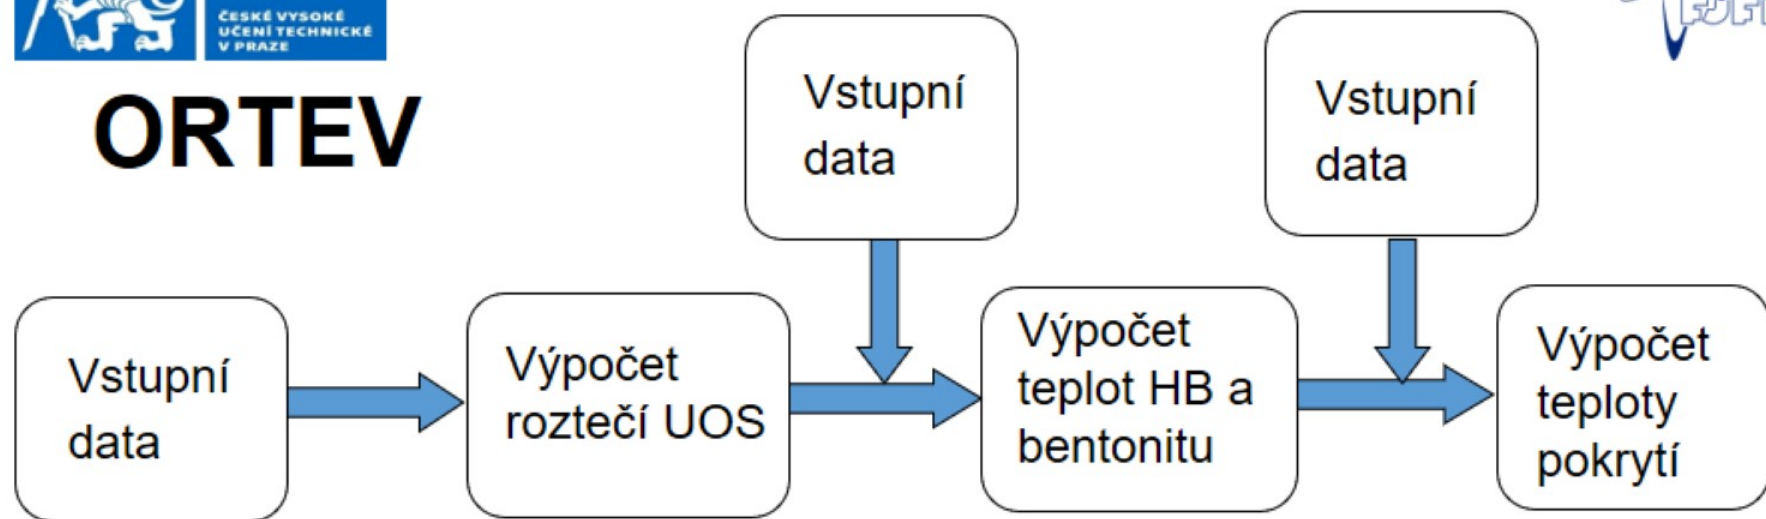 ČESKÉ VYSOKÉ
UČENÍ TECHNICKÉ
V PRAZE
ORTEV
Vstupní
data
Vstupní
data
Vstupní
data
Výpočet
roztečí UOS
Výpočet
teplot HB a
bentonitu
Výpočet
teploty
pokrytí